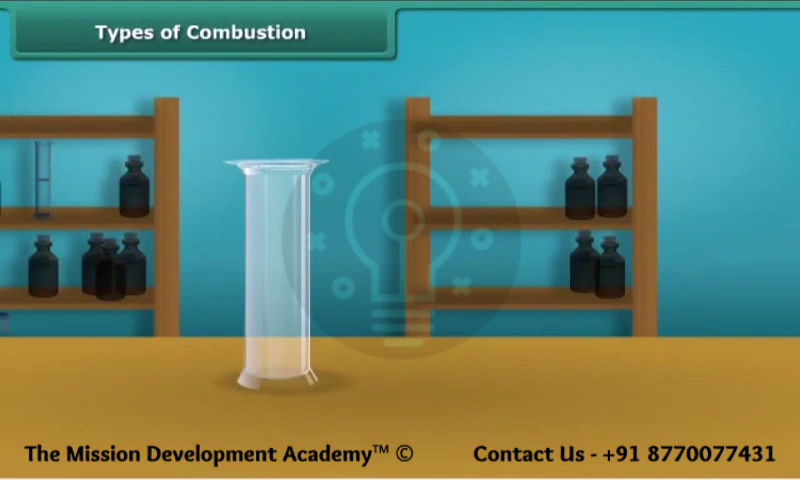 Types of Combustion
The Mission Development Academy™ © Contact Us - +91 8770077431